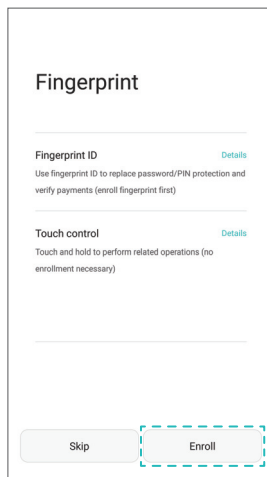 Fingerprint
Fingerprint ID Details
Use fingerprint ID to replace password/PIN protection and
verify payments (enroll fingerprint first)
Touch control Details
Touch and hold to perform related operations (no
enrollment necessary)
Skip Enroll